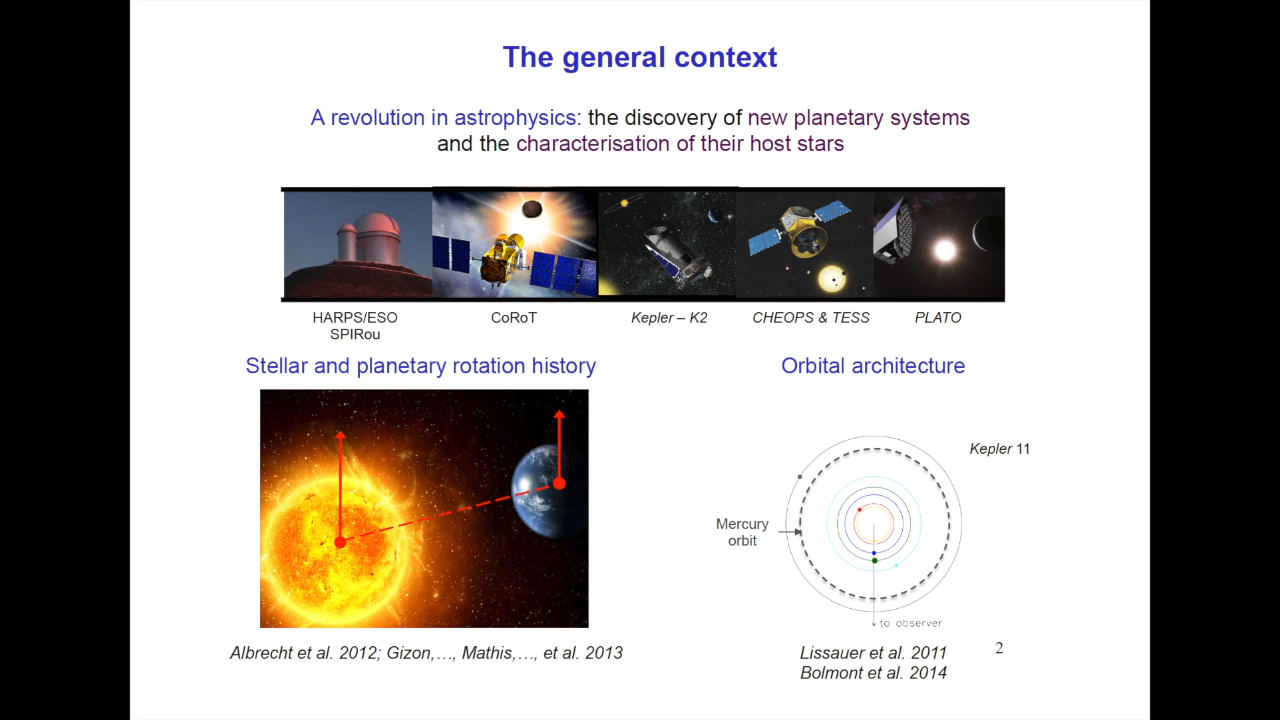 The general context
A revolution in astrophysics: the discovery of new planetary systems
and the characterisation of their host stars
HARPS/ESO
SPIRou
CoRoT
Kepler – K2
CHEOPS & TESS
PLATO
Stellar and planetary rotation history
Orbital architecture
Kepler 11
Mercury
orbit
to observer
Albrecht et al. 2012; Gizon,…, Mathis,…, et al. 2013
Lissauer et al. 2011
Bolmont et al. 2014
2